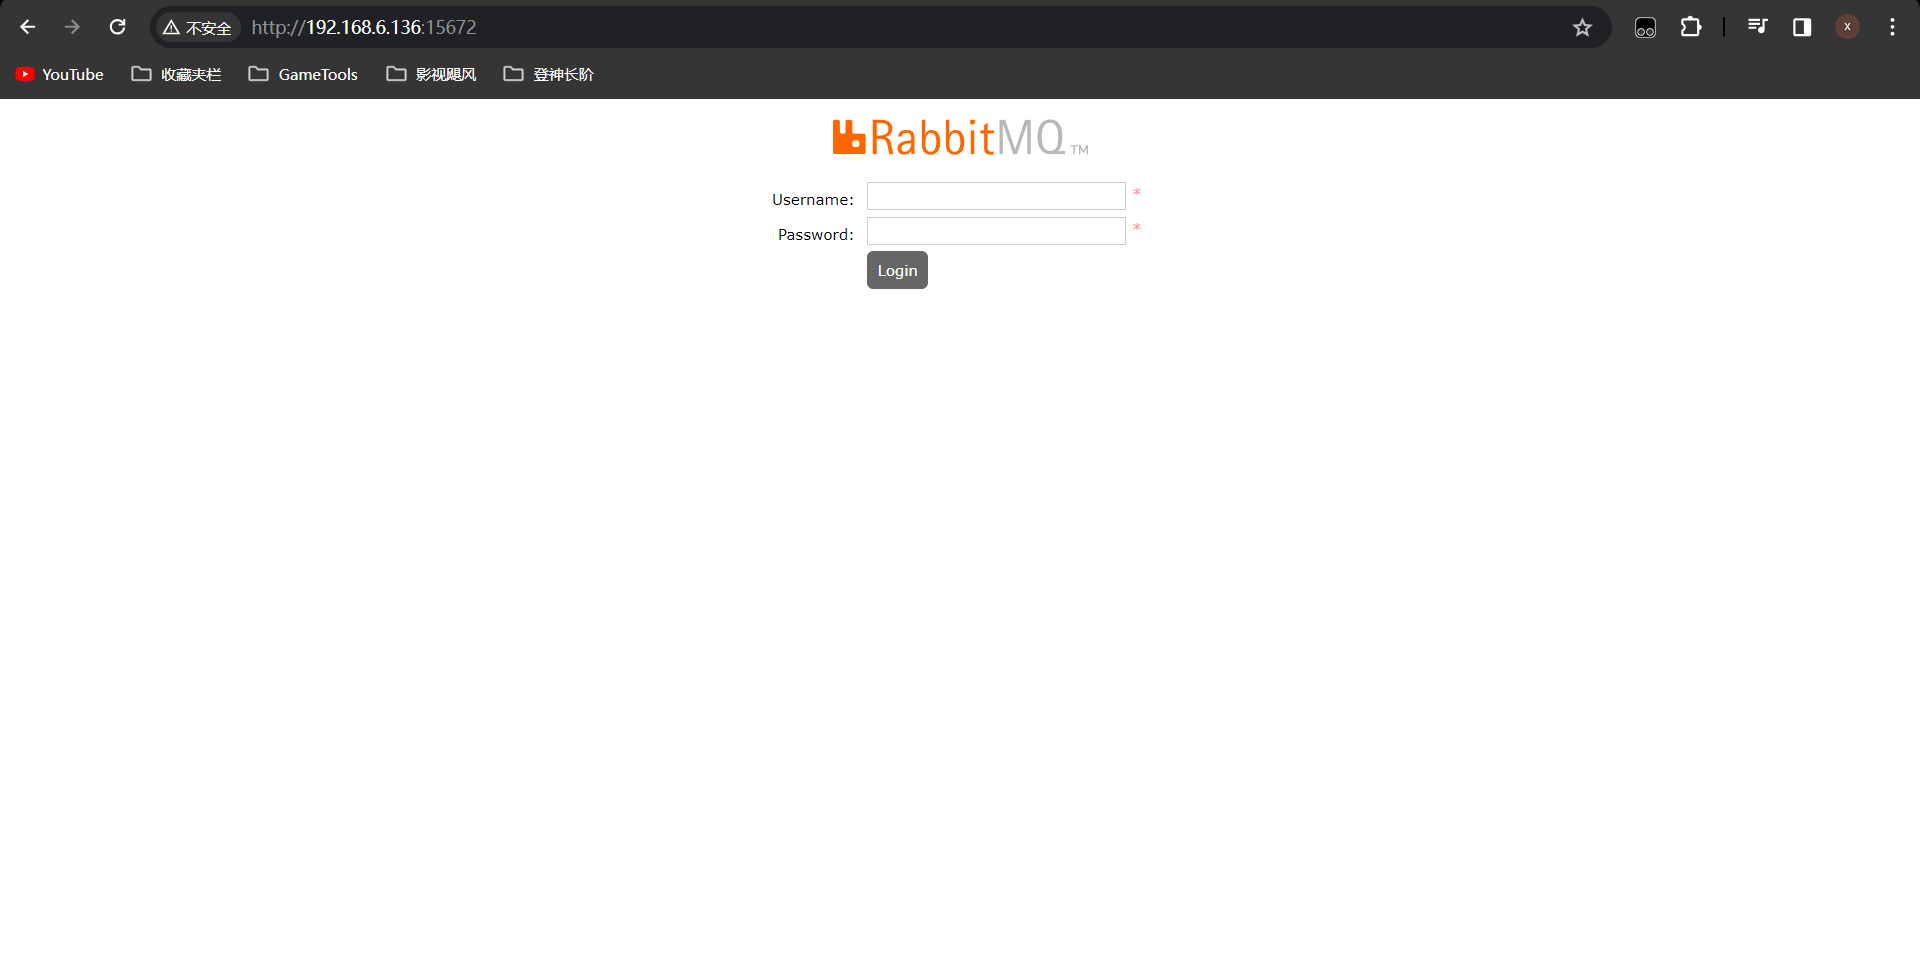 不安全 http://192.168.6.136:15672 x
YouTube 收藏夹栏 GameTools 影视飓风 登神长阶
RabbitMQ TM
Username: *
Password: *
Login